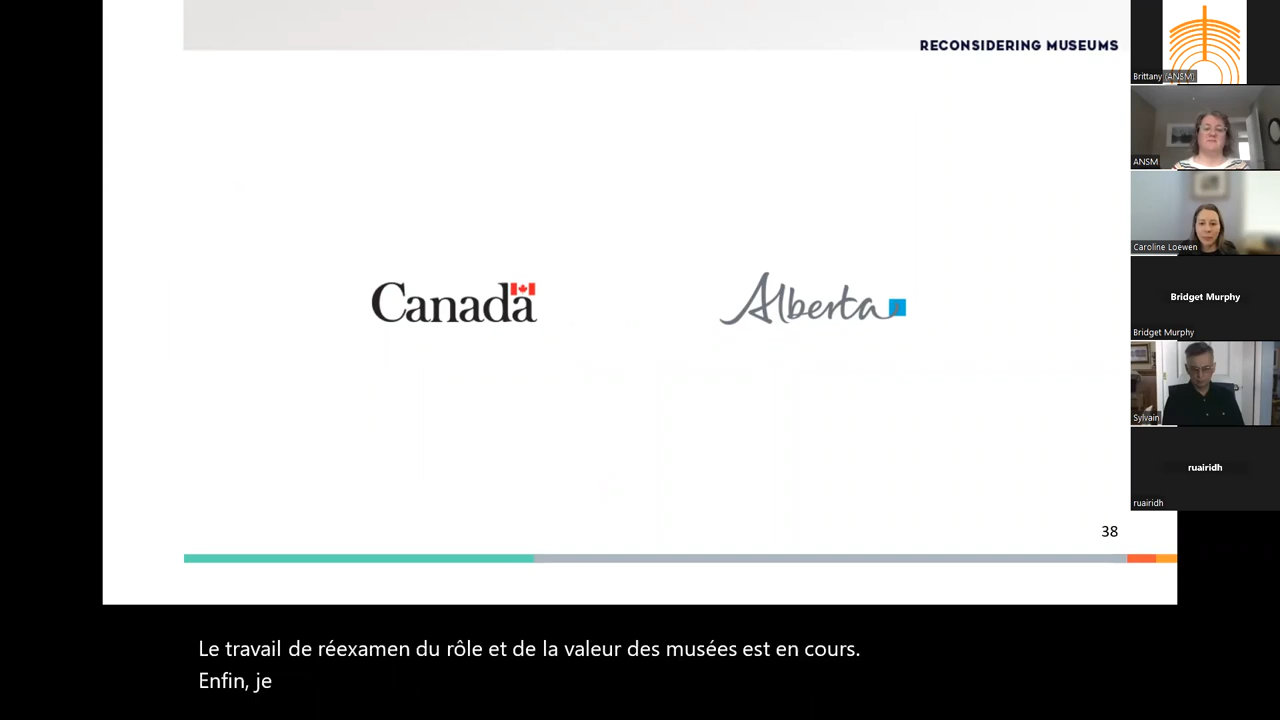 RECONSIDERING MUSEUMS
Canada
Alberta
38
Le travail de réexamen du rôle et de la valeur des musées est en cours.
Enfin, je
Brittany (ANSM)
ANSM
Caroline Loewen
Bridget Murphy
Bridget Murphy
Sylvain
ruairidh
ruairidh